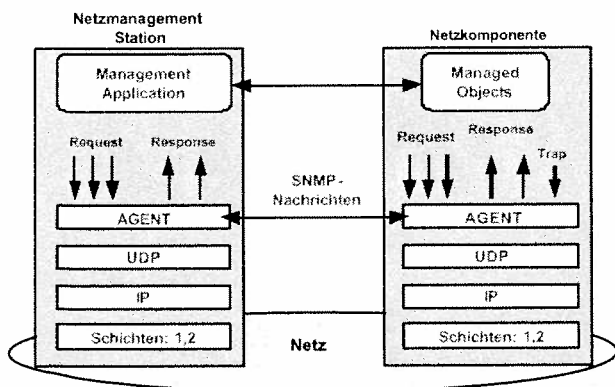 Netzmanagement
Station
Management
Application
Request
Response
AGENT
UDP
IP
Schichten: 1,2
SNMP-
Nachrichten
Netz
Netzkomponente
Managed
Objects
Request
Response
Trap
AGENT
UDP
IP
Schichten: 1,2